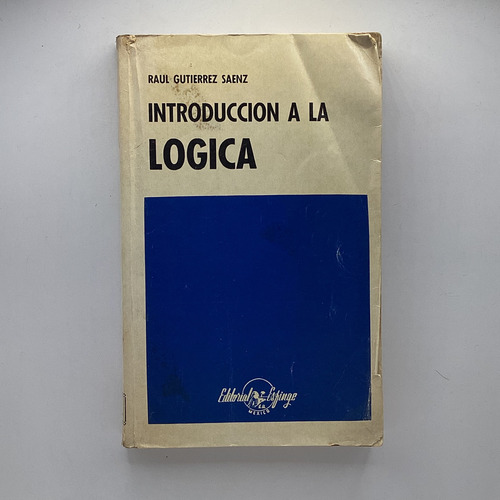 RAUL GUTIERREZ SAENZ
INTRODUCCION A LA
LOGICA
Editorial Esfinge
MEXICO